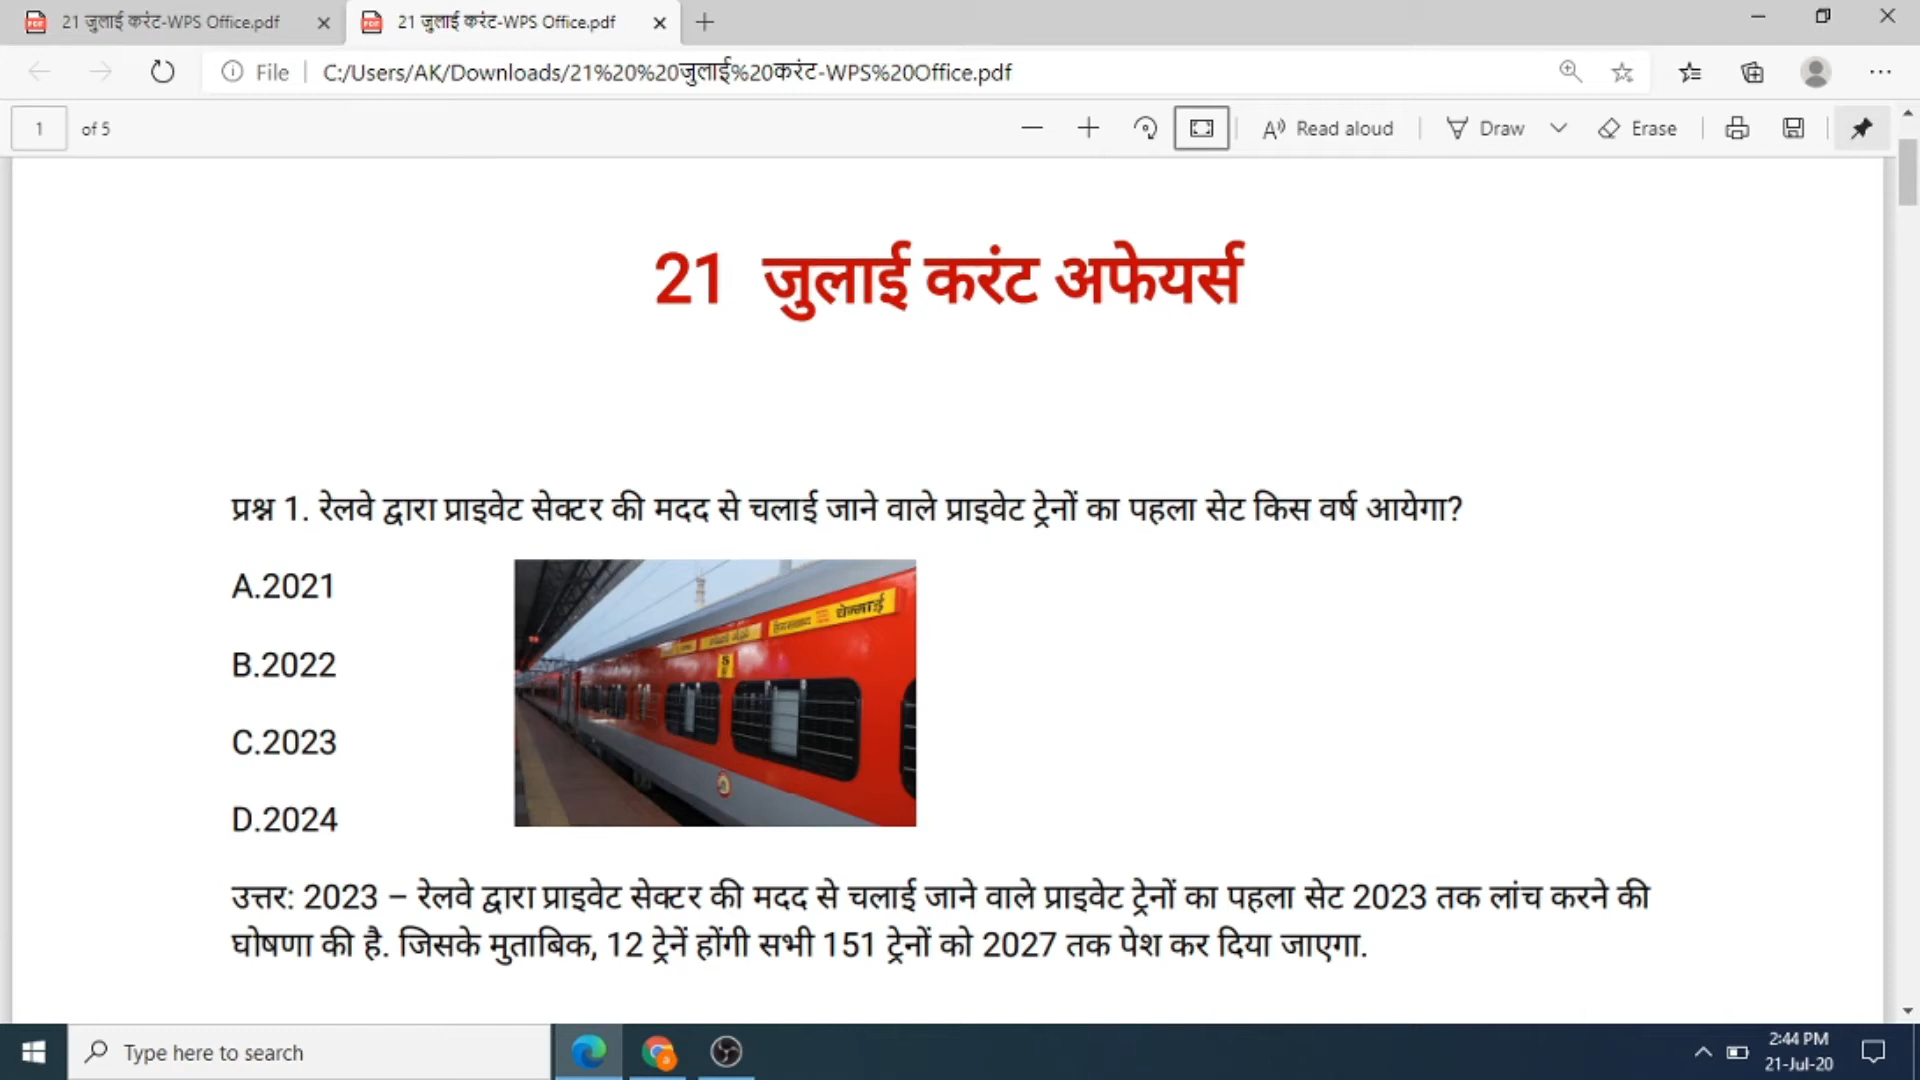 21 जुलाई करंट-WPS Office.pdf
21 जुलाई करंट-WPS Office.pdf
File
C:/Users/AK/Downloads/21%20%20जुलाई%20करंट-WPS%20Office.pdf
1 of 5
Read aloud
Draw
Erase
21 जुलाई करंट अफेयर्स
प्रश्न 1. रेलवे द्वारा प्राइवेट सेक्टर की मदद से चलाई जाने वाले प्राइवेट ट्रेनों का पहला सेट किस वर्ष आयेगा?
A.2021
B.2022
C.2023
D.2024
चेन्नाई
S
उत्तर: 2023 – रेलवे द्वारा प्राइवेट सेक्टर की मदद से चलाई जाने वाले प्राइवेट ट्रेनों का पहला सेट 2023 तक लांच करने की
घोषणा की है. जिसके मुताबिक, 12 ट्रेनें होंगी सभी 151 ट्रेनों को 2027 तक पेश कर दिया जाएगा.
Type here to search
2:44 PM
21-Jul-20